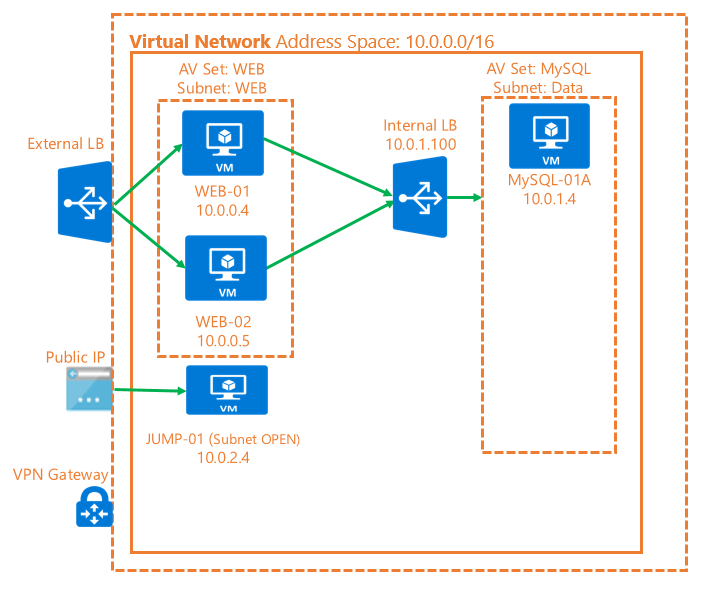 Virtual Network Address Space: 10.0.0.0/16
AV Set: WEB
Subnet: WEB
AV Set: MySQL
Subnet: Data
External LB
VM
WEB-01
10.0.0.4
Internal LB
10.0.1.100
VM
MySQL-01A
10.0.1.4
VM
WEB-02
10.0.0.5
Public IP
VM
JUMP-01 (Subnet OPEN)
10.0.2.4
VPN Gateway